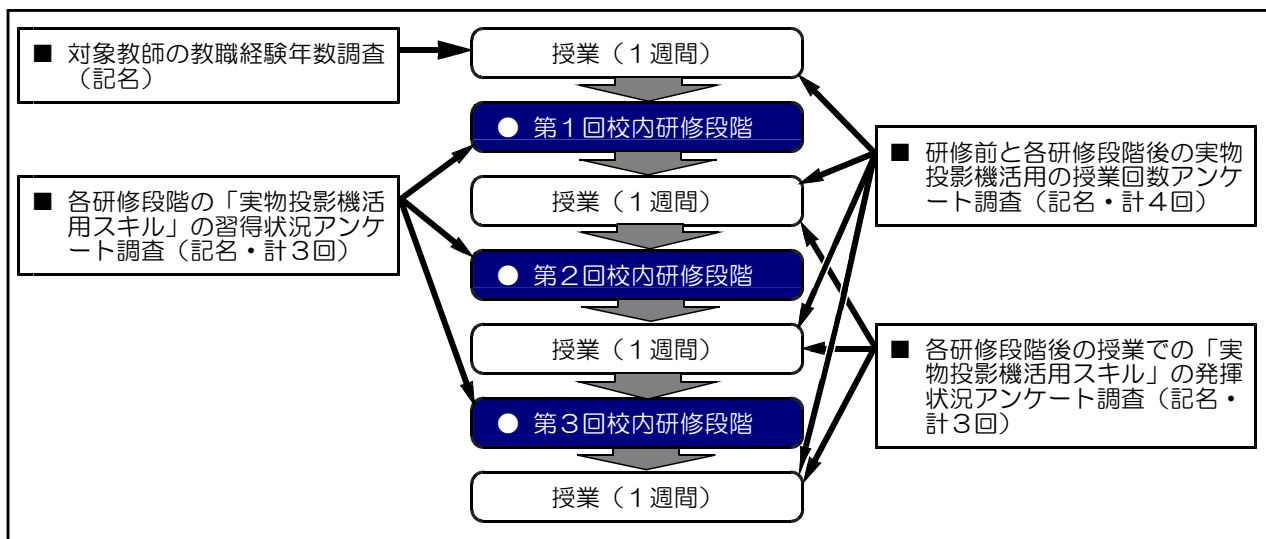 ■ 対象教師の教職経験年数調査
（記名）
■ 各研修段階の「実物投影機活
用スキル」の習得状況アンケ
ート調査（記名・計３回）
授業（１週間）
● 第１回校内研修段階
授業（１週間）
● 第２回校内研修段階
授業（１週間）
● 第３回校内研修段階
授業（１週間）
■ 研修前と各研修段階後の実物
投影機活用の授業回数アンケ
ート調査（記名・計４回）
■ 各研修段階後の授業での「実
物投影機活用スキル」の発揮
状況アンケート調査（記名・
計３回）